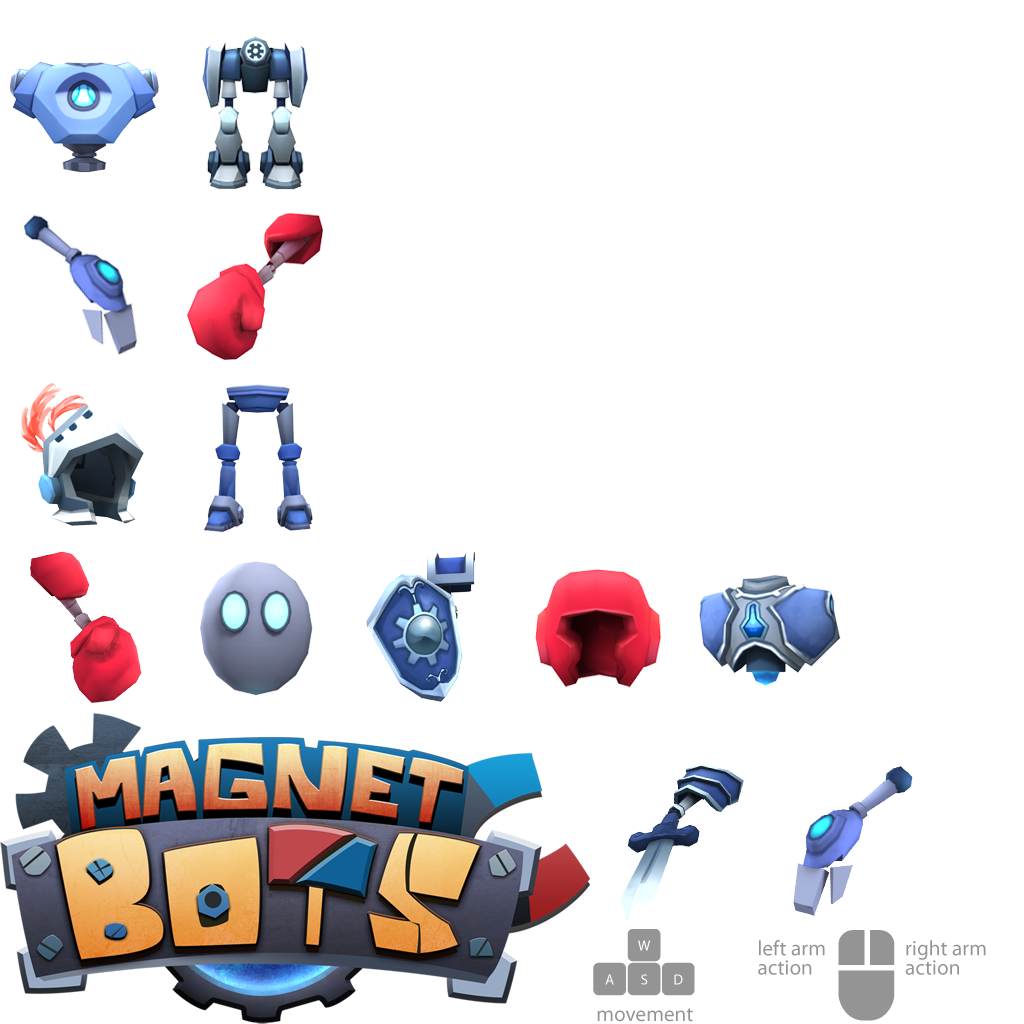 MAGNET
BOTS
W
A S D
movement
left arm
action
right arm
action